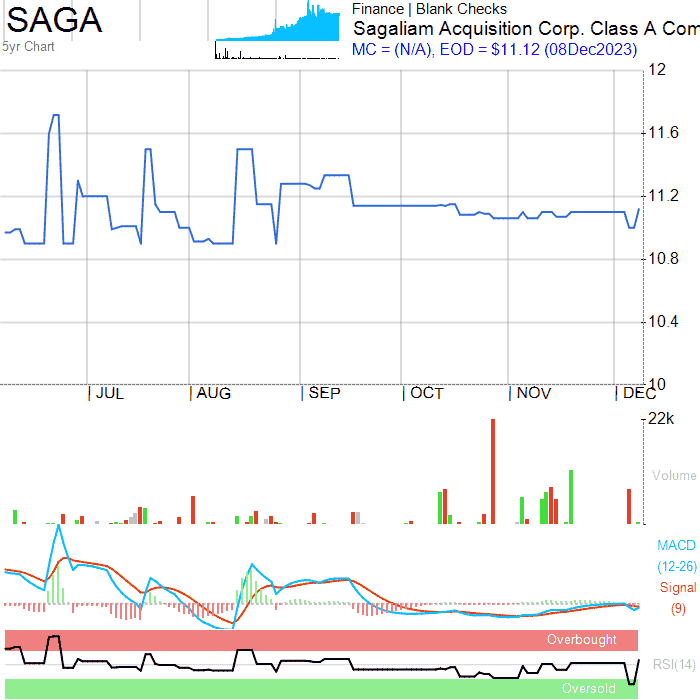 SAGA
5yr Chart
Finance | Blank Checks
Sagaliam Acquisition Corp. Class A Com
MC = (N/A), EOD = $11.12 (08Dec2023)
12
11.6
11.2
10.8
10.4
10
JUL AUG SEP OCT NOV DEC
22k
Volume
MACD
(12-26)
Signal
(9)
Overbought
RSI(14)
Oversold